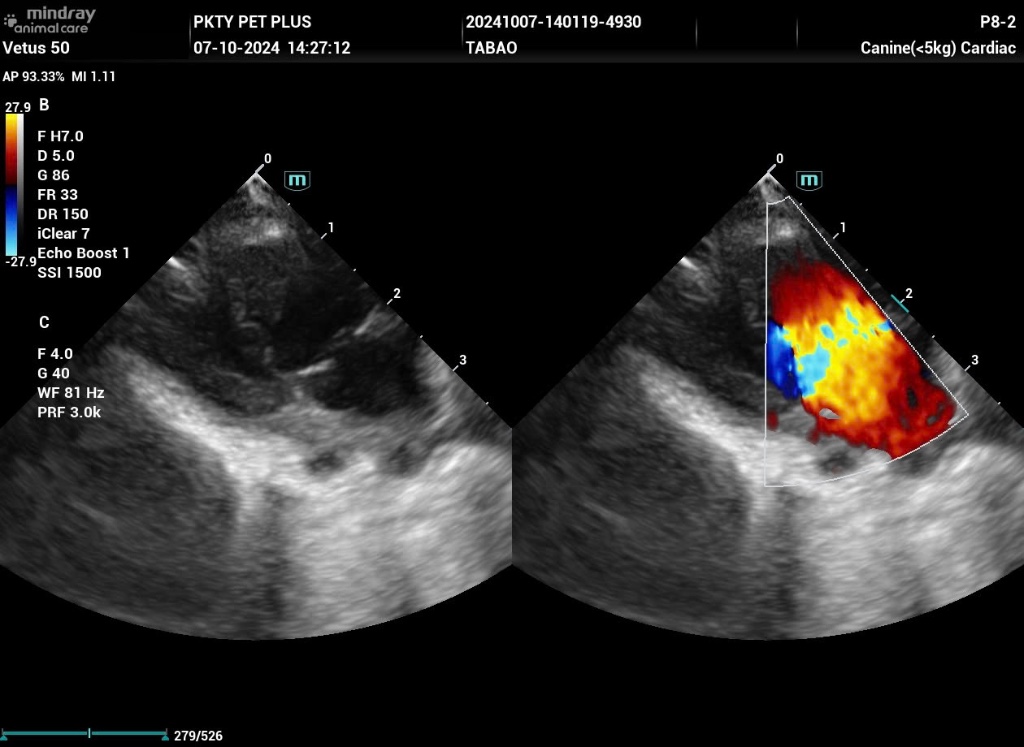 mindray
animal care
Vetus 50
PKTY PET PLUS
07-10-2024 14:27:12
20241007-140119-4930
TABAO
P8-2
Canine(<5kg) Cardiac
AP 93.33% MI 1.11
27.9
B
F H7.0
D 5.0
G 86
FR 33
DR 150
iClear 7
Echo Boost 1
-27.9
SSI 1500
C
F 4.0
G 40
WF 81 Hz
PRF 3.0k
0
m
1
2
3
0
m
1
2
3
279/526